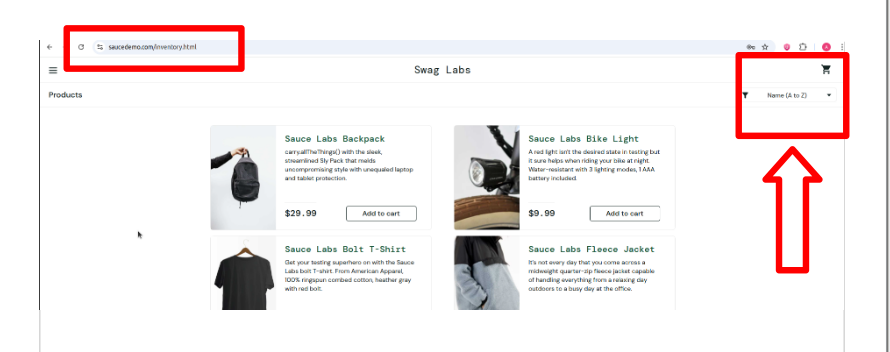 saucedemo.com/inventory.html
Swag Labs
Products
Name (A to Z)
Sauce Labs Backpack
carry.allTheThings() with the sleek,
streamlined Sly Pack that melds
uncompromising style with unequaled laptop
and tablet protection.
$29.99
Add to cart
Sauce Labs Bike Light
A red light isn't the desired state in testing but
it sure helps when riding your bike at night.
Water-resistant with 3 lighting modes, 1 AAA
battery included.
$9.99
Add to cart
Sauce Labs Bolt T-Shirt
Get your testing superhero on with the Sauce
Labs bolt T-shirt. From American Apparel,
100% ringspun combed cotton, heather gray
with red bolt.
Sauce Labs Fleece Jacket
It's not every day that you come across a
midweight quarter-zip fleece jacket capable
of handling everything from a relaxing day
outdoors to a busy day at the office.